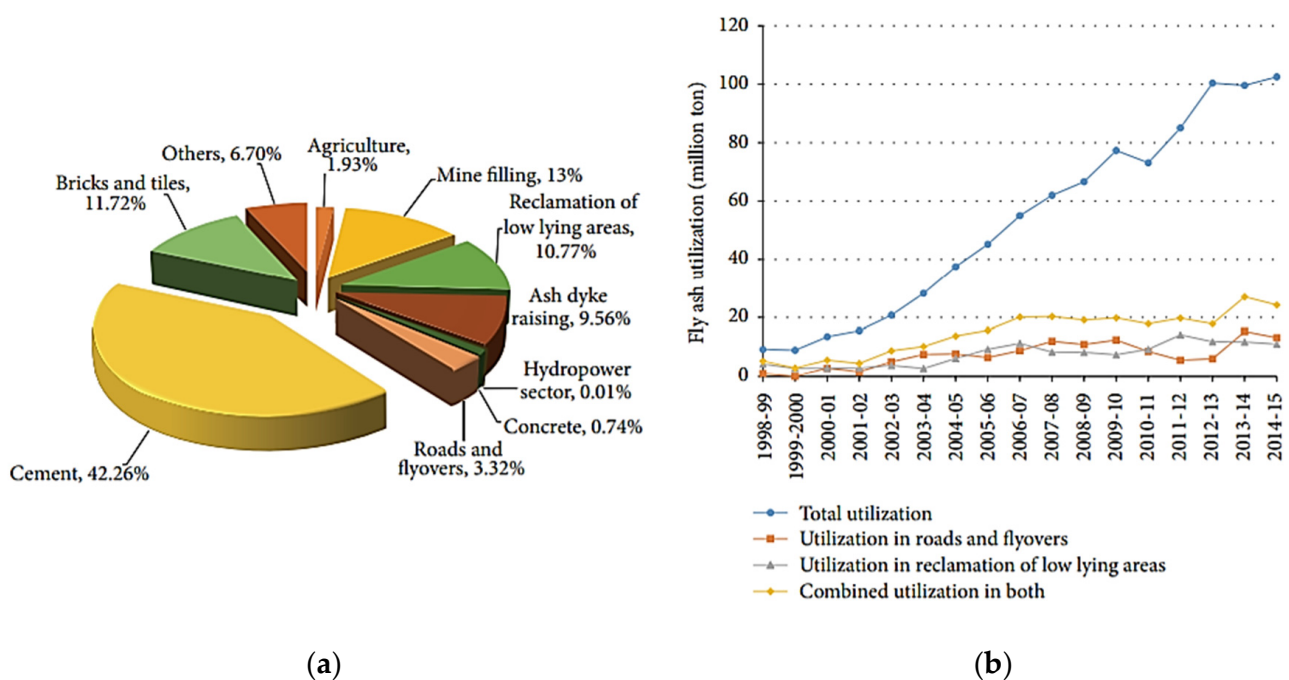 Others, 6.70%
Agriculture,
1.93%
Mine filling, 13%
Bricks and tiles,
11.72%
Reclamation of
low lying areas,
10.77%
Ash dyke
raising, 9.56%
Hydropower
sector, 0.01%
Concrete, 0.74%
Roads and
flyovers, 3.32%
Cement, 42.26%
(a)
Fly ash utilization (million ton)
120
100
80
60
40
20
0
1998-99
1999-2000
2000-01
2001-02
2002-03
2003-04
2004-05
2005-06
2006-07
2007-08
2008-09
2009-10
2010-11
2011-12
2012-13
2013-14
2014-15
Total utilization
Utilization in roads and flyovers
Utilization in reclamation of low lying areas
Combined utilization in both
(b)